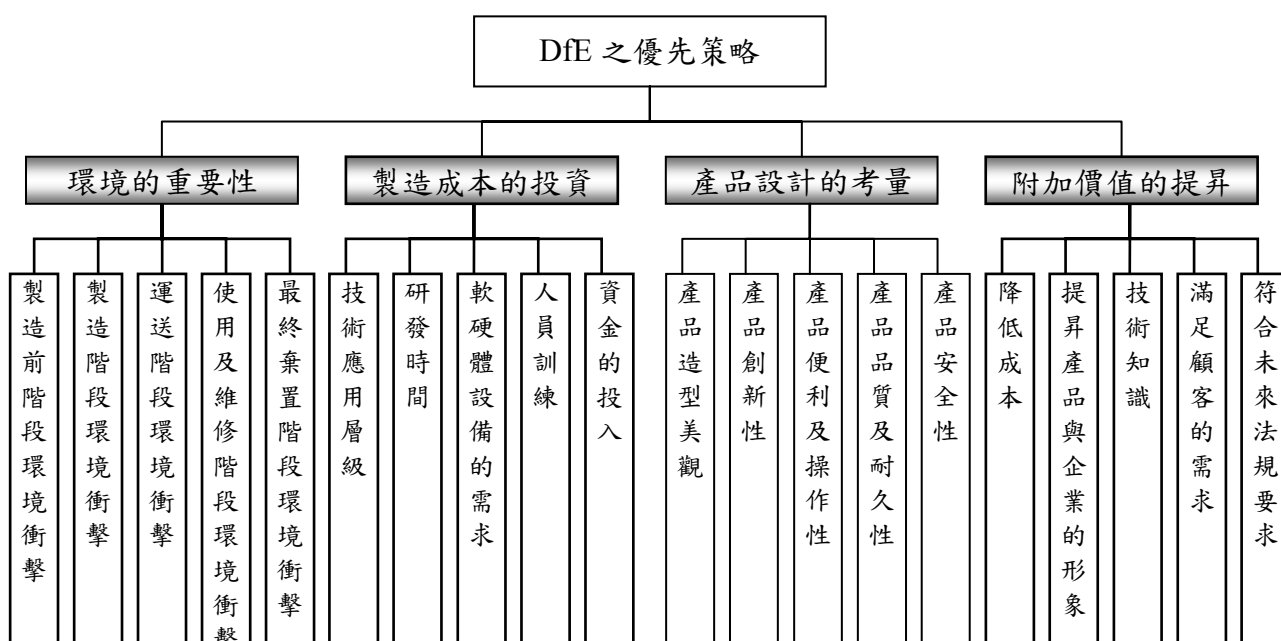 DfE 之優先策略
環境的重要性
製造成本的投資
產品設計的考量
附加價值的提昇
製造前階段環境衝擊
製造階段環境衝擊
運送階段環境衝擊
使用及維修階段環境衝擊
最終棄置階段環境衝擊
技術應用層級
研發時間
軟硬體設備的需求
人員訓練
資金的投入
產品造型美觀
產品創新性
產品便利及操作性
產品品質及耐久性
產品安全性
降低成本
提昇產品與企業的形象
技術知識
滿足顧客的需求
符合未來法規要求